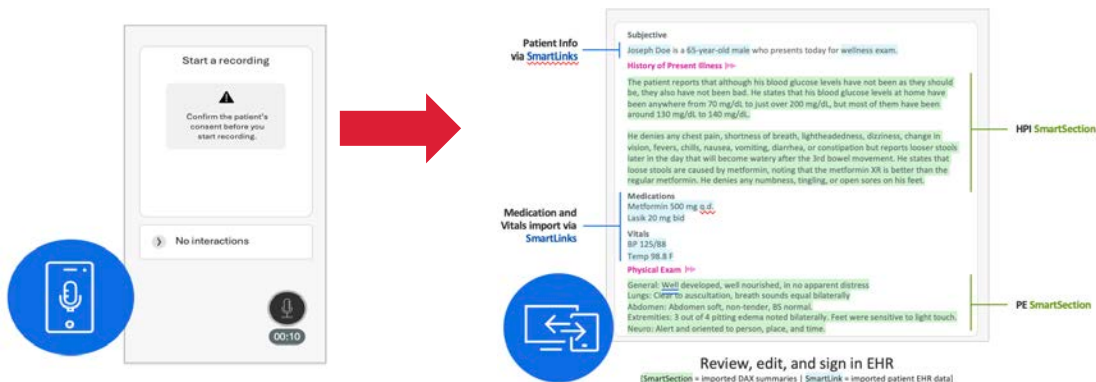 Start a recording
Confirm the patient's
consent before you
start recording.
No interactions
00:10
Patient Info
via SmartLinks
Medication and
Vitals import via
SmartLinks
Subjective
Joseph Doe is a 65-year-old male who presents today for wellness exam.
History of Present Illness
The patient reports that although his blood glucose levels have not been as they should
be, they also have not been bad. He states that his blood glucose levels at home have
been anywhere from 70 mg/dL to just over 200 mg/dL, but most of them have been
around 130 mg/dL to 140 mg/dL.
He denies any chest pain, shortness of breath, lightheadedness, dizziness, change in
vision, fevers, chills, nausea, vomiting, diarrhea, or constipation but reports looser stools
later in the day that will become watery after the 3rd bowel movement. He states that
loose stools are caused by metformin, noting that the metformin XR is better than the
regular metformin. He denies any numbness, tingling, or open sores on his feet.
Medications
Metformin 500 mg q.d.
Lasik 20 mg bid
Vitals
BP 125/88
Temp 98.8 F
Physical Exam
General: Well developed, well nourished, in no apparent distress
Lungs: Clear to auscultation, breath sounds equal bilaterally
Abdomen: Abdomen soft, non-tender, BS normal.
Extremities: 3 out of 4 pitting edema noted bilaterally. Feet were sensitive to light touch.
Neuro: Alert and oriented to person, place, and time.
HPI SmartSection
PE SmartSection
Review, edit, and sign in EHR
[SmartSection = imported DAX summaries | SmartLink = imported patient EHR data]